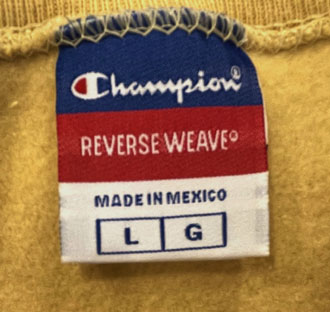 Champion®
REVERSE WEAVE®
MADE IN MEXICO
L G